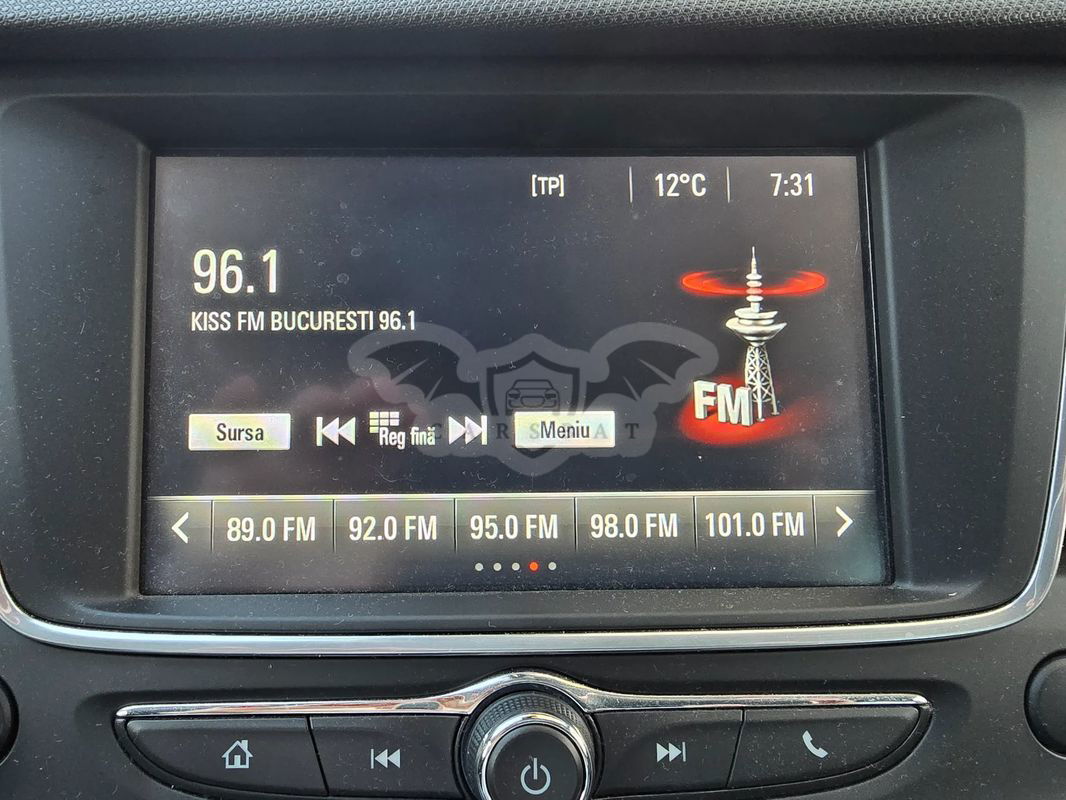 [TP] 12°C 7:31
96.1
KISS FM BUCURESTI 96.1
FM
Sursa Reg fină Meniu
89.0 FM 92.0 FM 95.0 FM 98.0 FM 101.0 FM